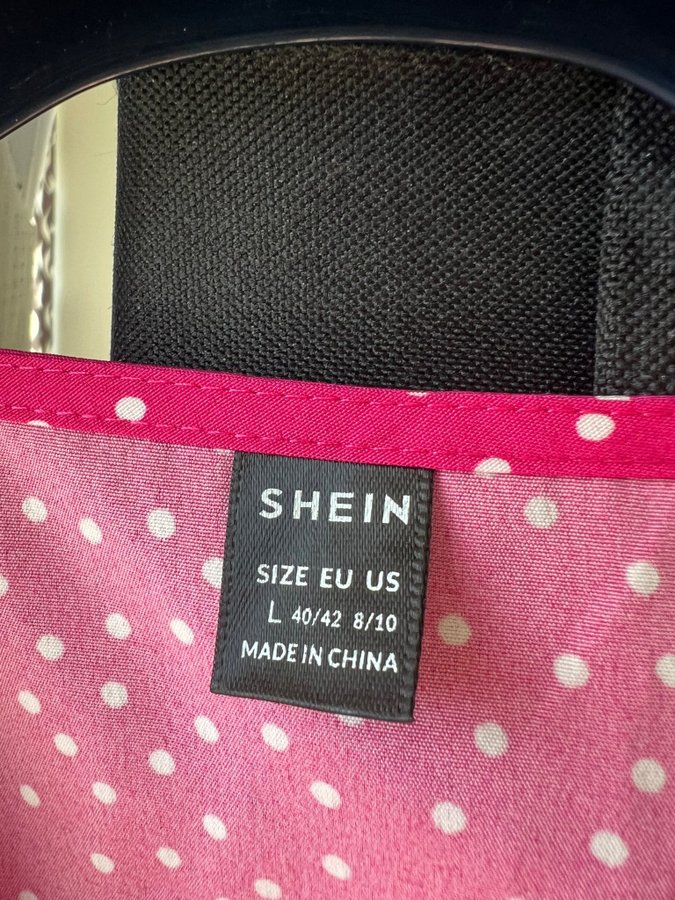 SHEIN
SIZE EU US
L 40/42 8/10
MADE IN CHINA